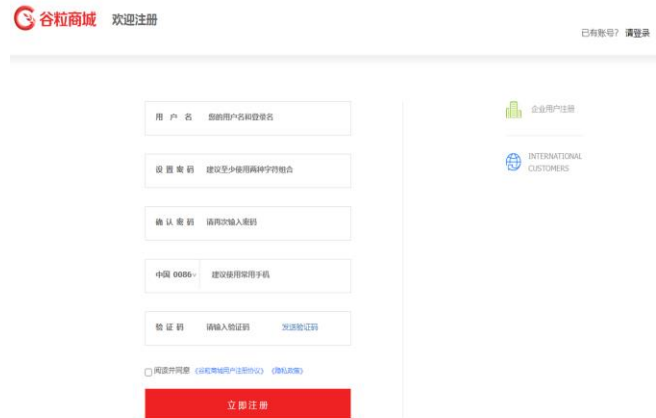 谷粒商城 欢迎注册
已有账号? 请登录
用 户 名 您的用户名和登录名
企业用户注册
设 置 密 码 建议至少使用两种字符组合
INTERNATIONAL
CUSTOMERS
确 认 密 码 请再次输入密码
中国 0086 建议使用常用手机
验 证 码 请输入验证码 发送验证码
阅读并同意 《谷粒商城用户注册协议》 《隐私政策》
立即注册